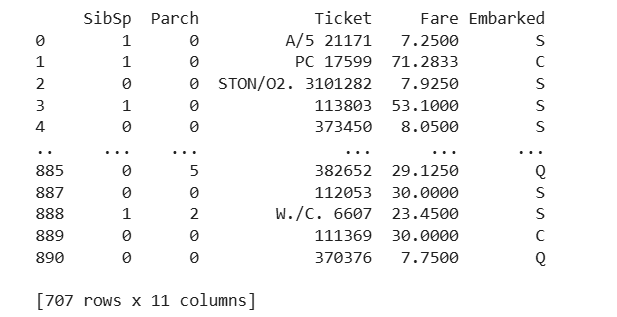 SibSp  Parch            Ticket     Fare Embarked
0        1      0         A/5 21171   7.2500        S
1        1      0          PC 17599  71.2833        C
2        0      0  STON/O2. 3101282   7.9250        S
3        1      0            113803  53.1000        S
4        0      0            373450   8.0500        S
..     ...    ...               ...      ...      ...
885      0      5            382652  29.1250        Q
887      0      0            112053  30.0000        S
888      1      2        W./C. 6607  23.4500        S
889      0      0            111369  30.0000        C
890      0      0            370376   7.7500        Q
[707 rows x 11 columns]